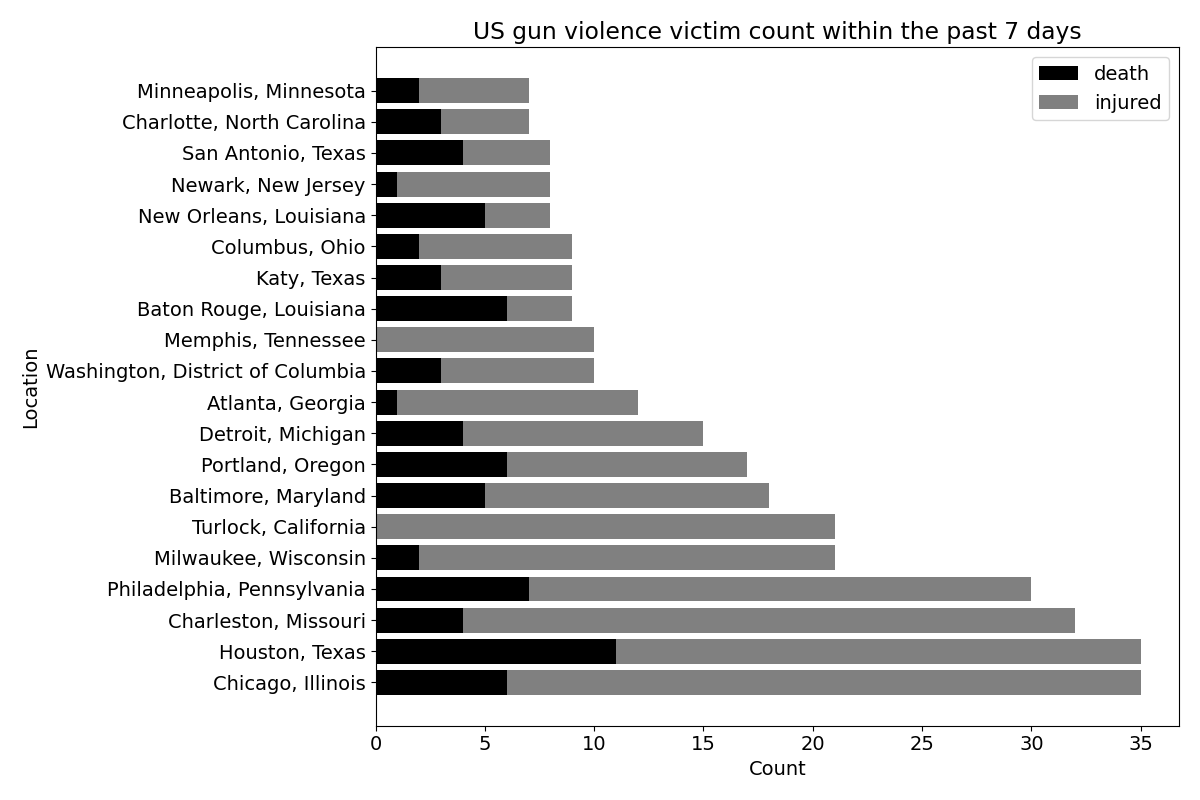 US gun violence victim count within the past 7 days
death
injured
Minneapolis, Minnesota
Charlotte, North Carolina
San Antonio, Texas
Newark, New Jersey
New Orleans, Louisiana
Columbus, Ohio
Katy, Texas
Baton Rouge, Louisiana
Memphis, Tennessee
Washington, District of Columbia
Atlanta, Georgia
Detroit, Michigan
Portland, Oregon
Baltimore, Maryland
Turlock, California
Milwaukee, Wisconsin
Philadelphia, Pennsylvania
Charleston, Missouri
Houston, Texas
Chicago, Illinois
Location
0 5 10 15 20 25 30 35
Count